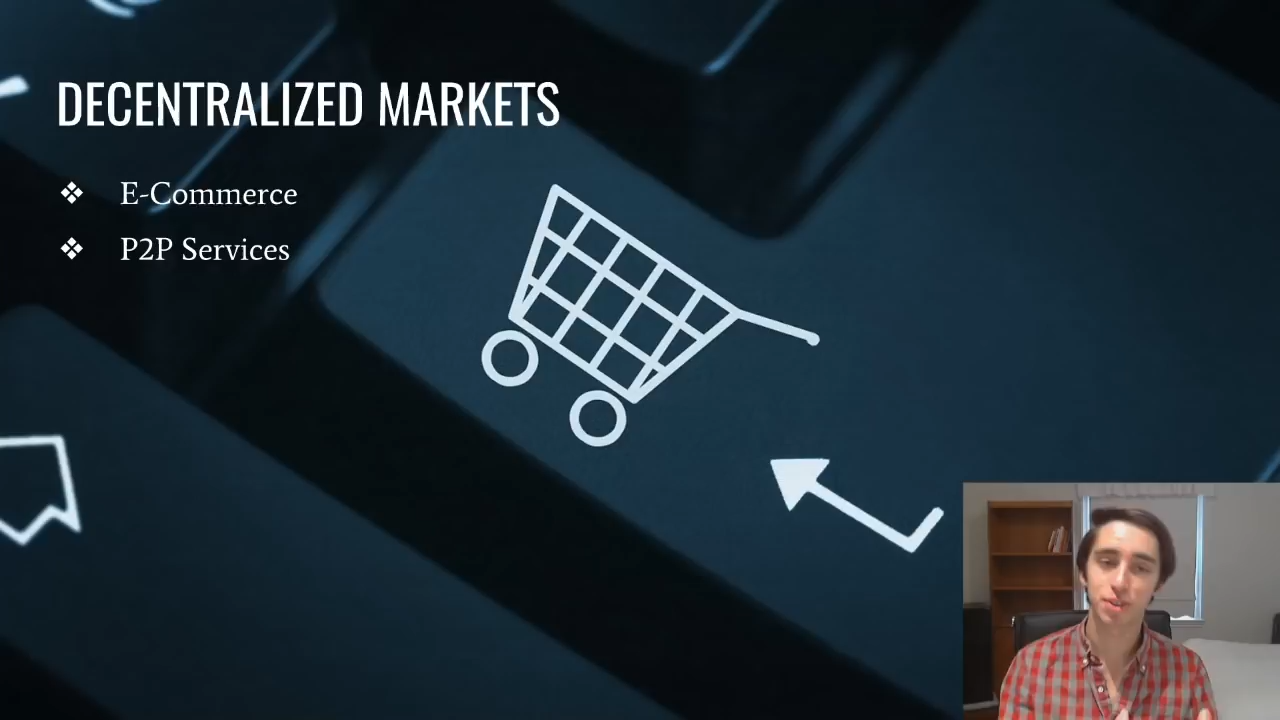 DECENTRALIZED MARKETS
❖ E-Commerce
❖ P2P Services